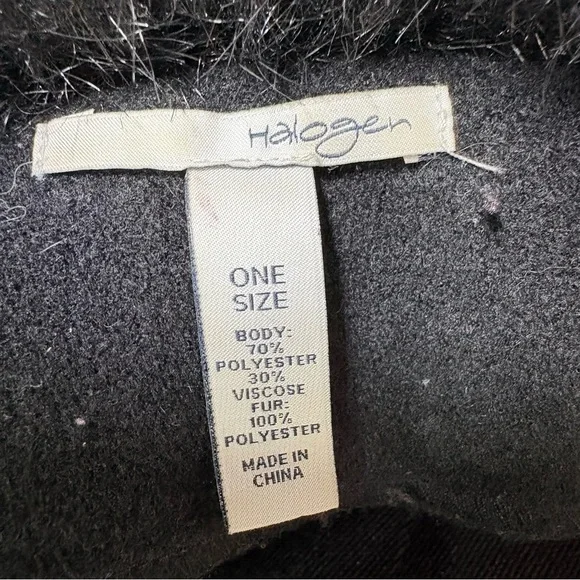 Halogen
ONE
SIZE
BODY:
70%
POLYESTER
30%
VISCOSE
FUR:
100%
POLYESTER
MADE IN
CHINA